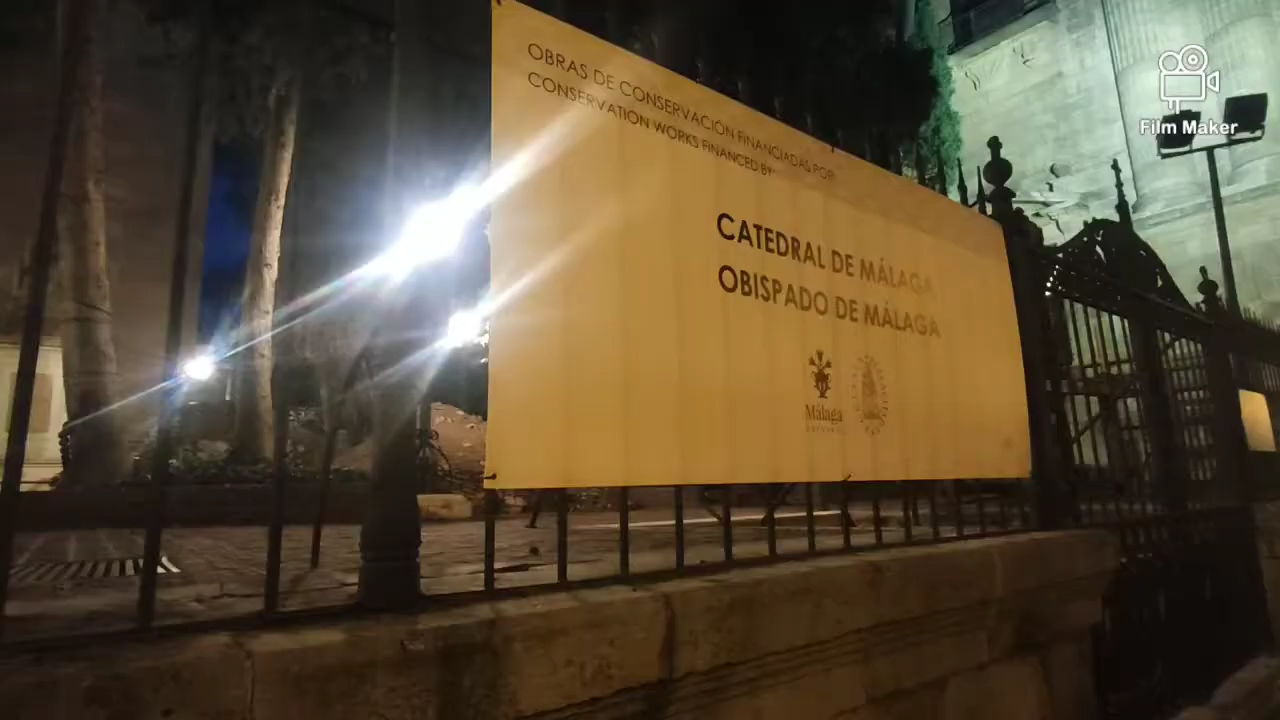 OBRAS DE CONSERVACIÓN FINANCIADAS POR:
CONSERVATION WORKS FINANCED BY:
CATEDRAL DE MÁLAGA
OBISPADO DE MÁLAGA
Málaga
Film Maker